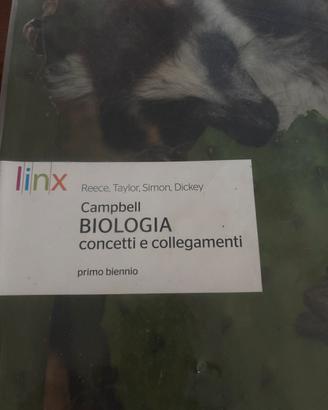 linx
Reece, Taylor, Simon, Dickey
Campbell
BIOLOGIA
concetti e collegamenti
primo biennio